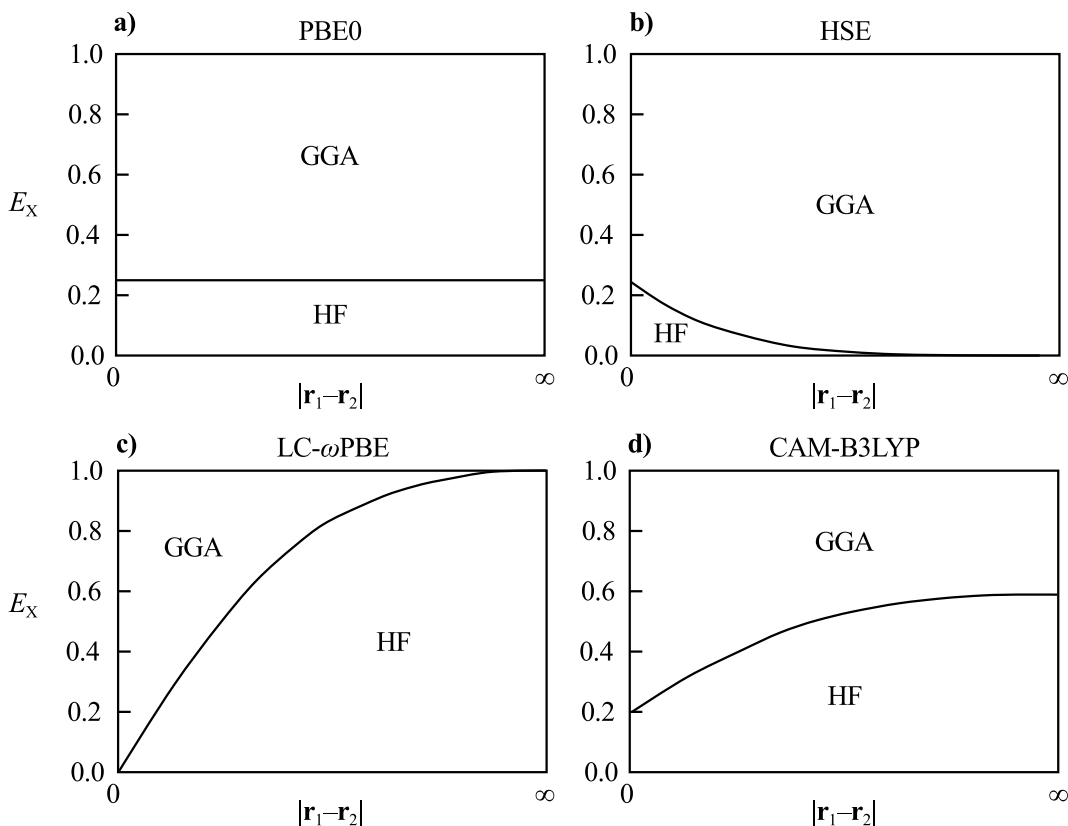 a)
PBE0
1.0
0.8
0.6
0.4
0.2
0.0
E_X
GGA
HF
0
∞
|r₁–r₂|
b)
HSE
1.0
0.8
0.6
0.4
0.2
0.0
GGA
HF
0
∞
|r₁–r₂|
c)
LC-ωPBE
1.0
0.8
0.6
0.4
0.2
0.0
E_X
GGA
HF
0
∞
|r₁–r₂|
d)
CAM-B3LYP
1.0
0.8
0.6
0.4
0.2
0.0
GGA
HF
0
∞
|r₁–r₂|